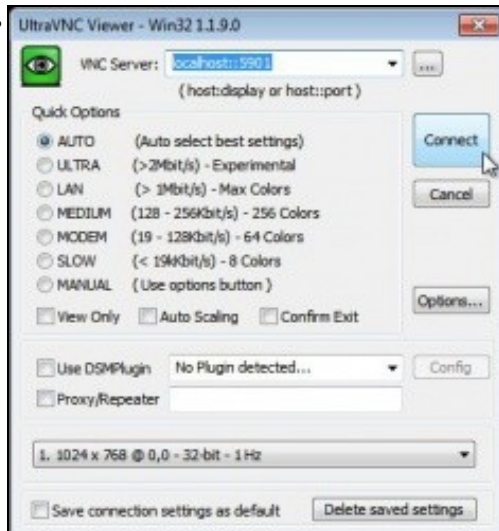 UltraVNC Viewer - Win32 1.1.9.0
VNC Server: localhost::5901 ...
(host:display or host::port )
Quick Options
AUTO (Auto select best settings)
ULTRA (>2Mbit/s) - Experimental
LAN (> 1Mbit/s) - Max Colors
MEDIUM (128 - 256Kbit/s) - 256 Colors
MODEM (19 - 128Kbit/s) - 64 Colors
SLOW (< 19kKbit/s) - 8 Colors
MANUAL (Use options button )
View Only Auto Scaling Confirm Exit
Connect
Cancel
Options...
Use DSMPlugin No Plugin detected... Config
Proxy/Repeater
1. 1024 x 768 @ 0,0 - 32-bit - 1 Hz
Save connection settings as default Delete saved settings